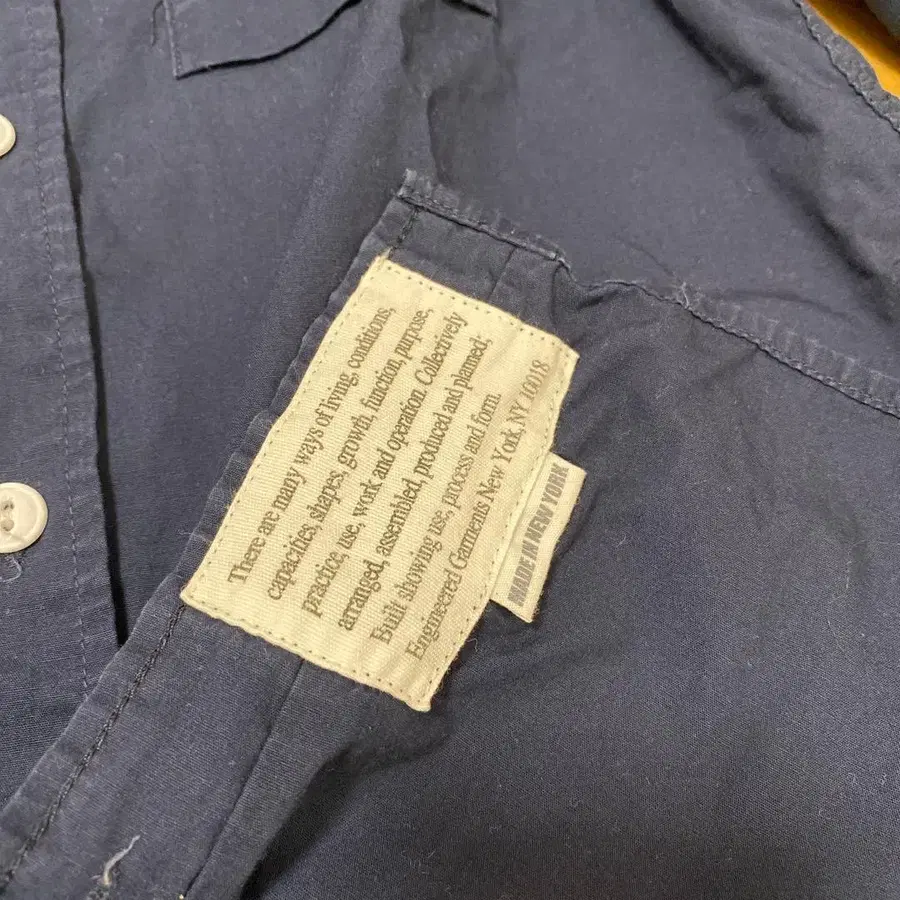 There are many ways of living, conditions,
capacities, shapes, growth, function, purpose,
practice, use, work and operation. Collectively
arranged, assembled, produced and planned;
Built showing use, process and form.
Engineered Garments New York, NY 10018
MADE IN NEW YORK